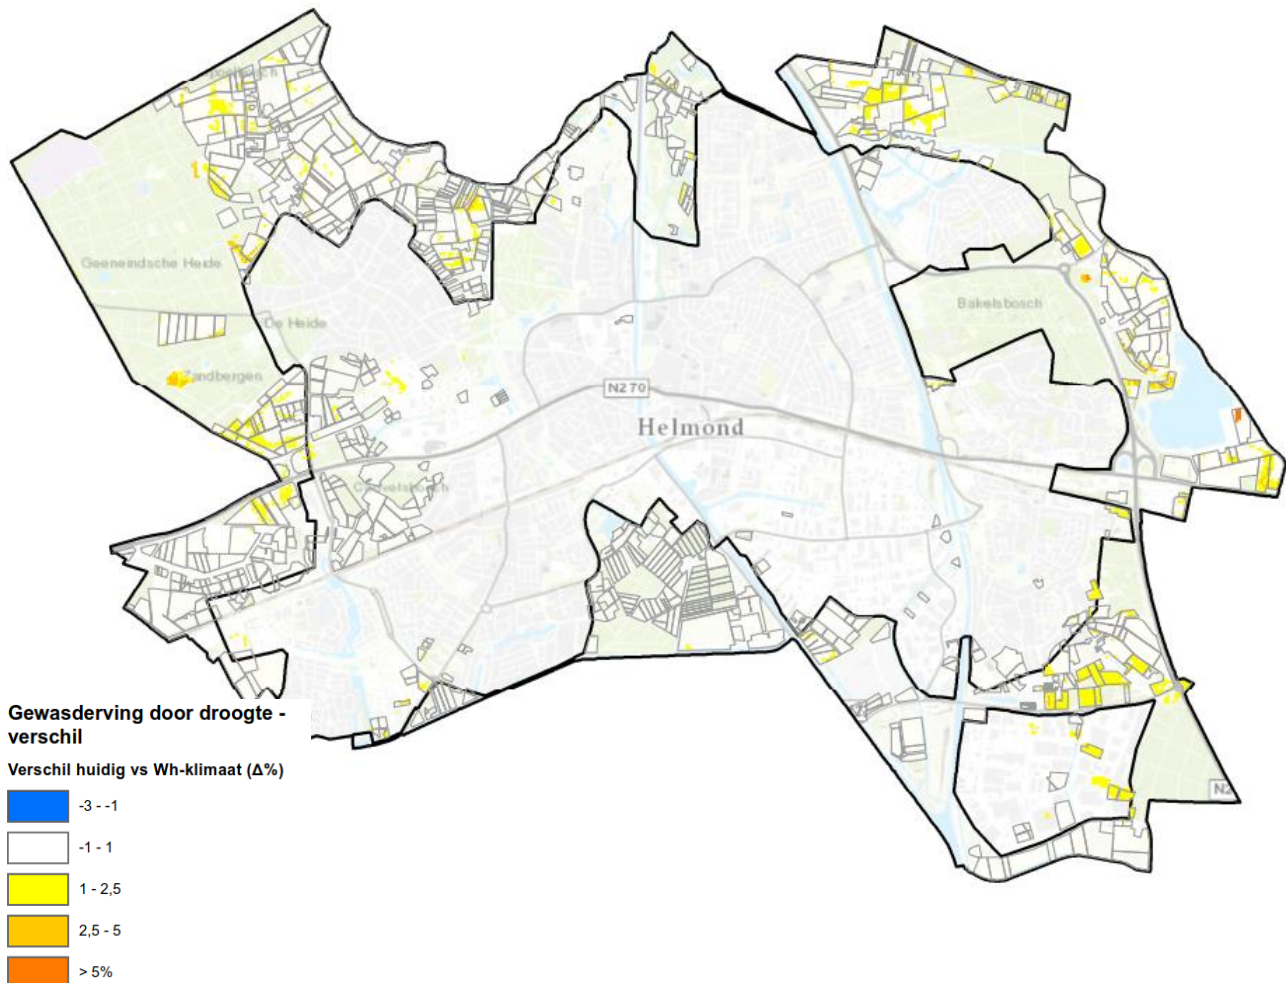 Geeneindsche Heide
De Heide
Zandbergen
Bakelsbosch
N270
Helmond
N2
Gewasderving door droogte -
verschil
Verschil huidig vs Wh-klimaat (Δ%)
-3 - -1
-1 - 1
1 - 2,5
2,5 - 5
> 5%